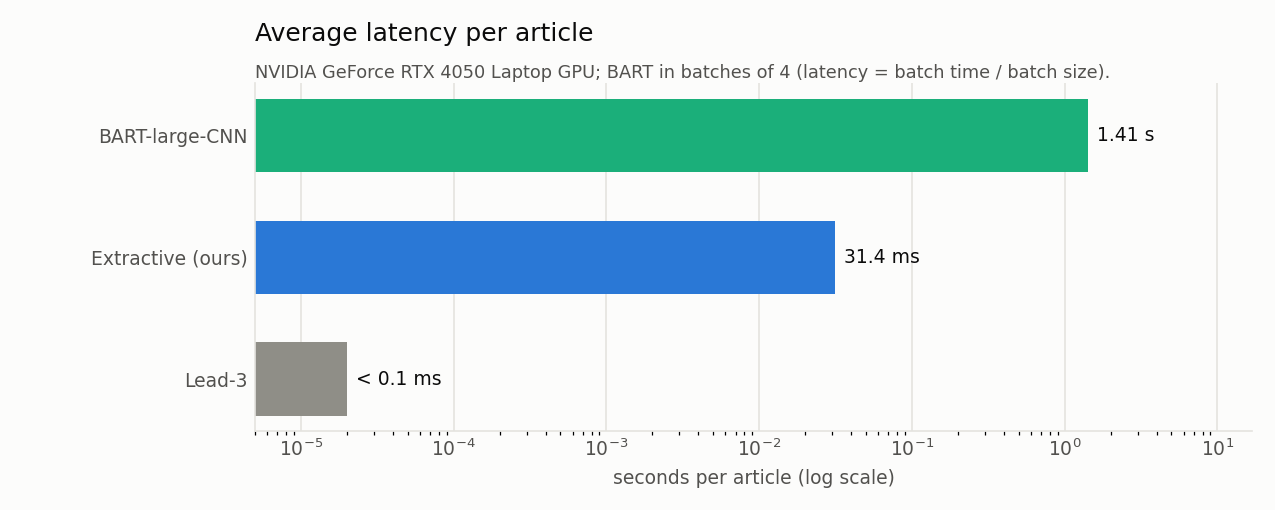 Average latency per article
NVIDIA GeForce RTX 4050 Laptop GPU; BART in batches of 4 (latency = batch time / batch size).
BART-large-CNN
1.41 s
Extractive (ours)
31.4 ms
Lead-3
< 0.1 ms
10⁻⁵ 10⁻⁴ 10⁻³ 10⁻² 10⁻¹ 10⁰ 10¹
seconds per article (log scale)